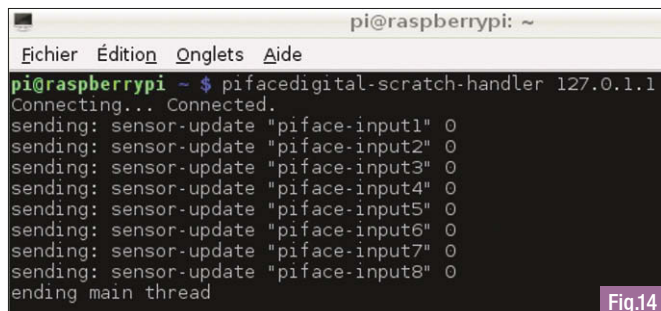 pi@raspberrypi: ~
Fichier Édition Onglets Aide
pi@raspberrypi ~ $ pifacedigital-scratch-handler 127.0.1.1
Connecting... Connected.
sending: sensor-update "piface-input1" 0
sending: sensor-update "piface-input2" 0
sending: sensor-update "piface-input3" 0
sending: sensor-update "piface-input4" 0
sending: sensor-update "piface-input5" 0
sending: sensor-update "piface-input6" 0
sending: sensor-update "piface-input7" 0
sending: sensor-update "piface-input8" 0
ending main thread
Fig.14